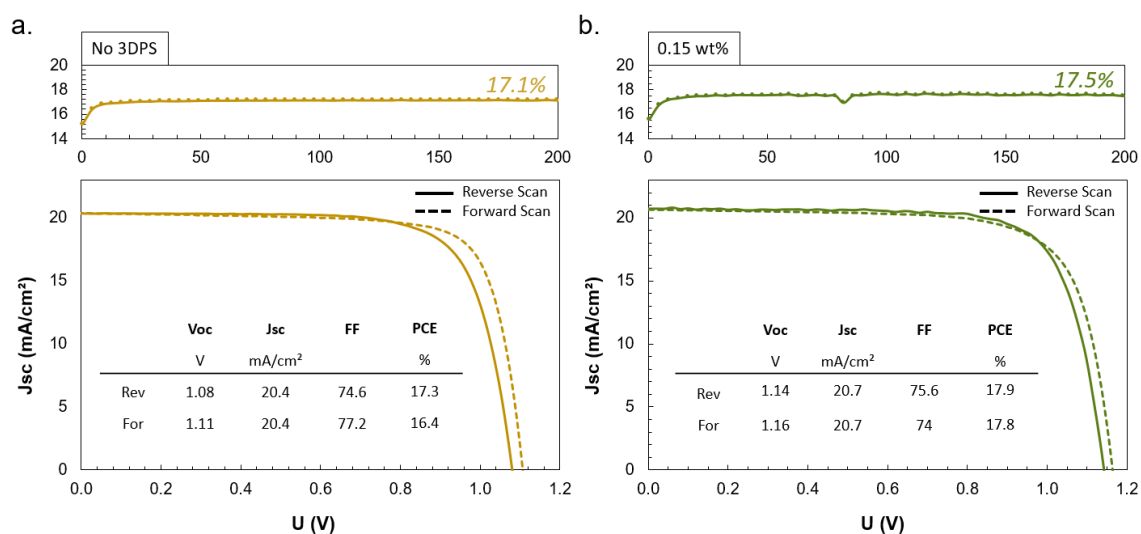 a.
No 3DPS
20
18
16
14
17.1%
0 50 100 150 200
Reverse Scan
Forward Scan
20
15
10
5
0
Jsc (mA/cm²)
Voc Jsc FF PCE
V mA/cm² %
Rev 1.08 20.4 74.6 17.3
For 1.11 20.4 77.2 16.4
0.0 0.2 0.4 0.6 0.8 1.0 1.2
U (V)
b.
0.15 wt%
20
18
16
14
17.5%
0 50 100 150 200
Reverse Scan
Forward Scan
20
15
10
5
0
Jsc (mA/cm²)
Voc Jsc FF PCE
V mA/cm² %
Rev 1.14 20.7 75.6 17.9
For 1.16 20.7 74 17.8
0.0 0.2 0.4 0.6 0.8 1.0 1.2
U (V)